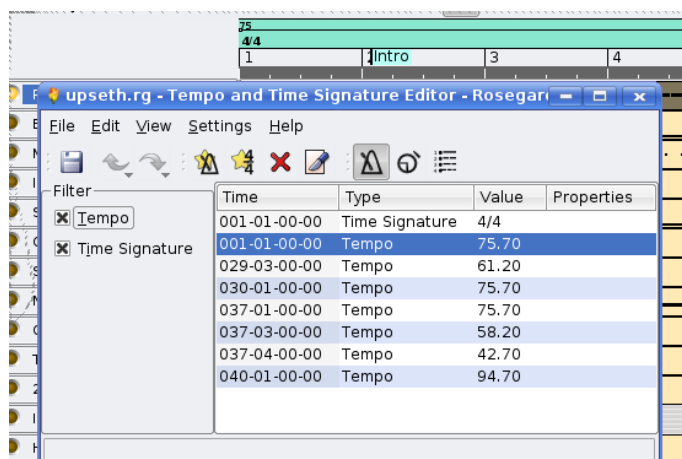 75
4/4
1 Intro 3 4
upseth.rg - Tempo and Time Signature Editor - Rosegar
File Edit View Settings Help
Filter
Tempo
Time Signature
Time Type Value Properties
001-01-00-00 Time Signature 4/4
001-01-00-00 Tempo 75.70
029-03-00-00 Tempo 61.20
030-01-00-00 Tempo 75.70
037-01-00-00 Tempo 75.70
037-03-00-00 Tempo 58.20
037-04-00-00 Tempo 42.70
040-01-00-00 Tempo 94.70